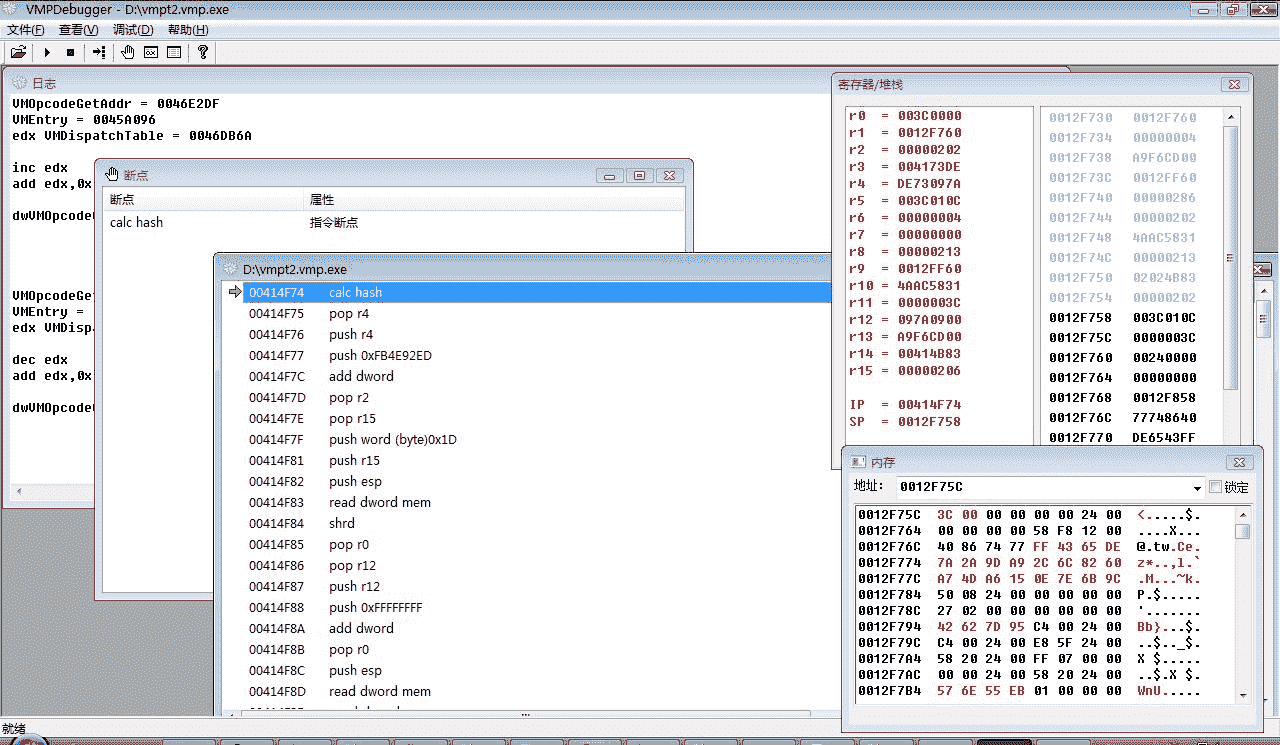 VMPDebugger - D:\vmpt2.vmp.exe
文件(F) 查看(V) 调试(D) 帮助(H)
日志
VMOpcodeGetAddr = 0046E2DF
VMEntry = 0045A096
edx VMDispatchTable = 0046DB6A
inc edx
add edx,0x
dwVMOpcode
VMOpcodeGe
VMEntry =
edx VMDispa
dec edx
add edx,0x
dwVMOpcode
断点
断点 属性
calc hash 指令断点
D:\vmpt2.vmp.exe
00414F74 calc hash
00414F75 pop r4
00414F76 push r4
00414F77 push 0xFB4E92ED
00414F7C add dword
00414F7D pop r2
00414F7E pop r15
00414F7F push word (byte)0x1D
00414F81 push r15
00414F82 push esp
00414F83 read dword mem
00414F84 shrd
00414F85 pop r0
00414F86 pop r12
00414F87 push r12
00414F88 push 0xFFFFFFFF
00414F8A add dword
00414F8B pop r0
00414F8C push esp
00414F8D read dword mem
寄存器/堆栈
r0 = 003C0000
r1 = 0012F760
r2 = 00000202
r3 = 004173DE
r4 = DE73097A
r5 = 003C010C
r6 = 00000004
r7 = 00000000
r8 = 00000213
r9 = 0012FF60
r10 = 4AAC5831
r11 = 0000003C
r12 = 097A0900
r13 = A9F6CD00
r14 = 00414B83
r15 = 00000206
IP = 00414F74
SP = 0012F758
0012F730 0012F760
0012F734 00000004
0012F738 A9F6CD00
0012F73C 0012FF60
0012F740 00000286
0012F744 00000202
0012F748 4AAC5831
0012F74C 00000213
0012F750 02024B83
0012F754 00000202
0012F758 003C010C
0012F75C 0000003C
0012F760 00240000
0012F764 00000000
0012F768 0012F858
0012F76C 77748640
0012F770 DE6543FF
内存
地址: 0012F75C 锁定
0012F75C 3C 00 00 00 00 00 24 00 <.....$.
0012F764 00 00 00 00 58 F8 12 00 ....X...
0012F76C 40 86 74 77 FF 43 65 DE @.tw.Ce.
0012F774 7A 2A 9D A9 2C 6C 82 60 z*..,l.`
0012F77C A7 4D A6 15 0E 7E 6B 9C .M...~k.
0012F784 50 08 24 00 00 00 00 00 P.$.....
0012F78C 27 02 00 00 00 00 00 00 '.......
0012F794 42 62 7D 95 C4 00 24 00 Bb}...$.
0012F79C C4 00 24 00 E8 5F 24 00 ..$.._$.
0012F7A4 58 20 24 00 FF 07 00 00 X $.....
0012F7AC 00 00 24 00 58 20 24 00 ..$.X $.
0012F7B4 57 6E 55 EB 01 00 00 00 WnU.....
就绪